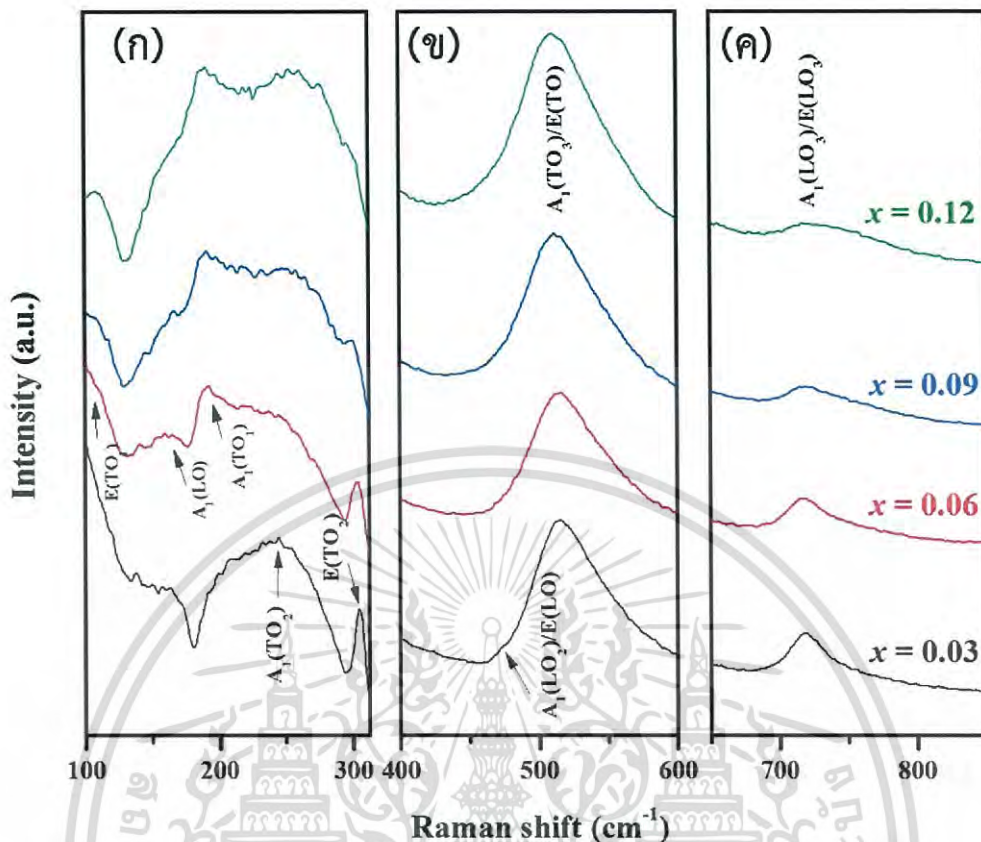 (ก)
(ข)
(ค)
E(TO)
A₁(LO)
A₁(TO₁)
A₁(TO₂)
E(TO₂)
A₁(TO₃)/E(TO)
A₁(LO₂)/E(LO)
A₁(LO₃)/E(LO₃)
x = 0.12
x = 0.09
x = 0.06
x = 0.03
Intensity (a.u.)
100 200 300 400 500 600 700 800
Raman shift (cm⁻¹)